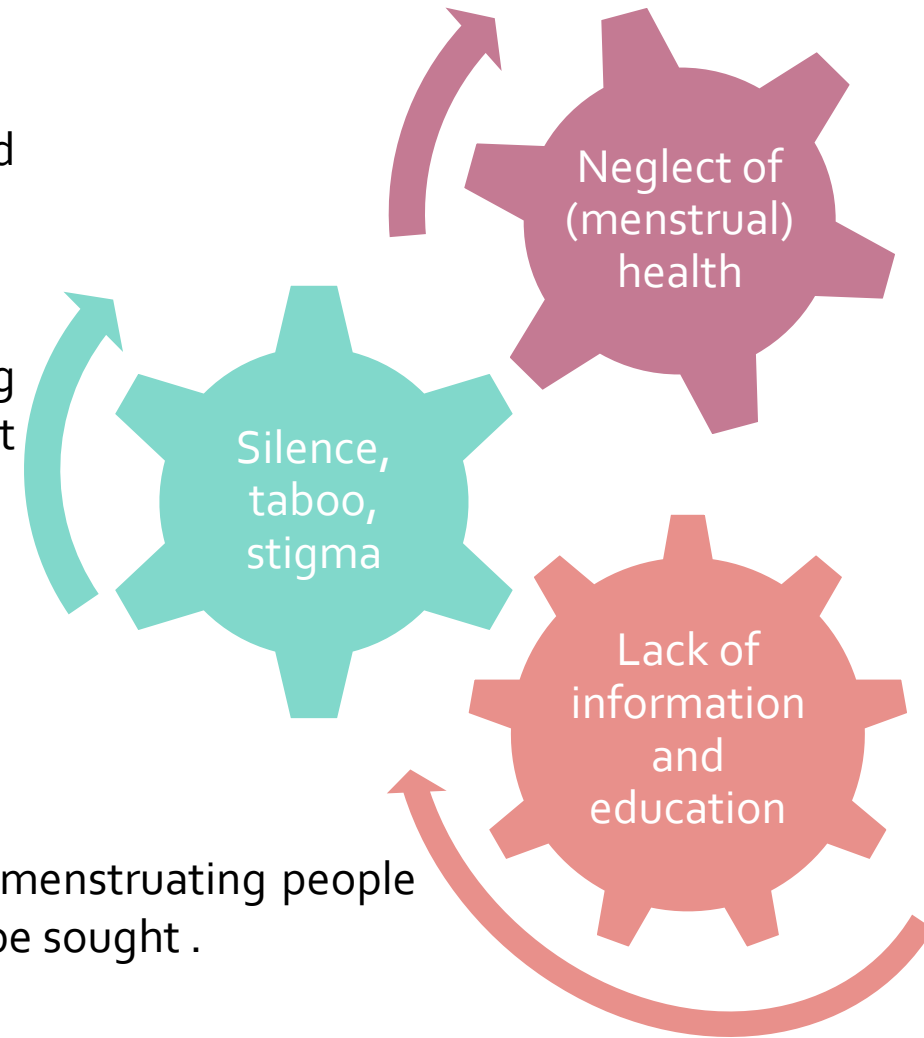 d
g
t
menstruating people
be sought .
Neglect of
(menstrual)
health
Silence,
taboo,
stigma
Lack of
information
and
education